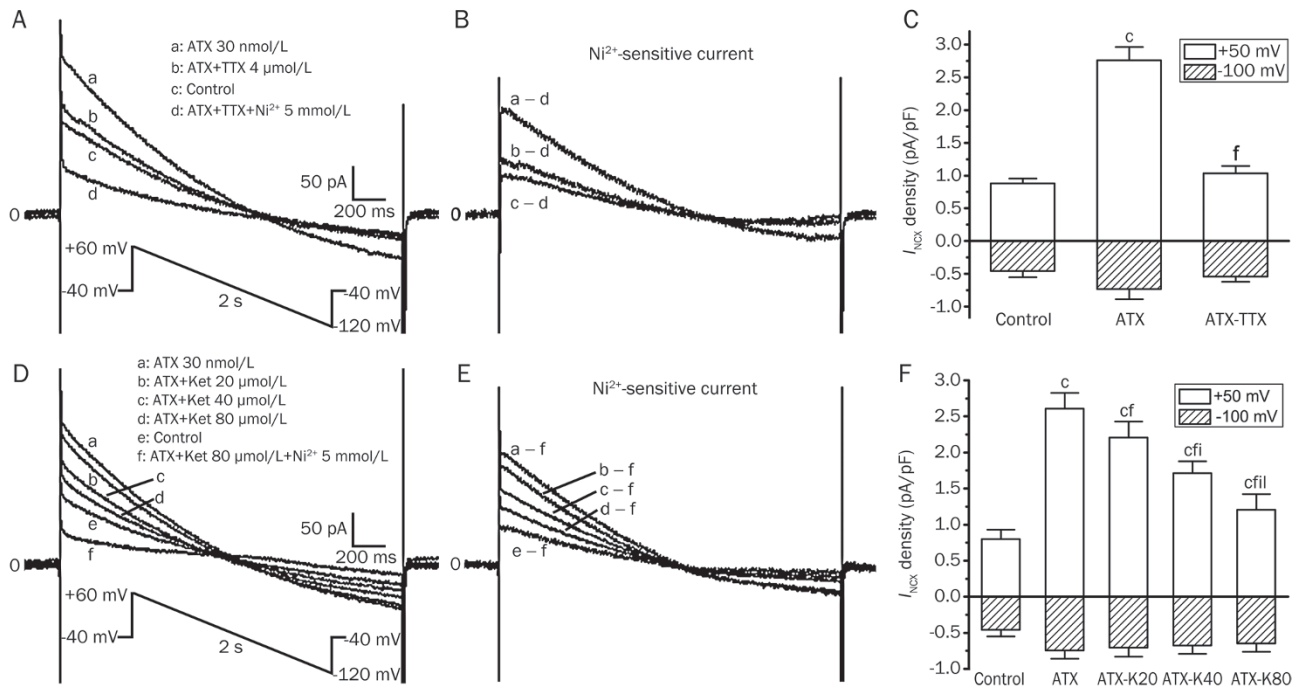 A
a: ATX 30 nmol/L
b: ATX+TTX 4 µmol/L
c: Control
d: ATX+TTX+Ni²⁺ 5 mmol/L
a
b
c
d
50 pA
200 ms
0
+60 mV
-40 mV
2 s
-40 mV
-120 mV
B
Ni²⁺-sensitive current
a – d
b – d
c – d
0
C
+50 mV
-100 mV
I_NCX density (pA/pF)
3.0
2.5
2.0
1.5
1.0
0.5
0.0
-0.5
-1.0
c
f
Control
ATX
ATX-TTX
D
a: ATX 30 nmol/L
b: ATX+Ket 20 µmol/L
c: ATX+Ket 40 µmol/L
d: ATX+Ket 80 µmol/L
e: Control
f: ATX+Ket 80 µmol/L+Ni²⁺ 5 mmol/L
a
b
c
d
e
f
50 pA
200 ms
0
+60 mV
-40 mV
2 s
-40 mV
-120 mV
E
Ni²⁺-sensitive current
a – f
b – f
c – f
d – f
e – f
0
F
+50 mV
-100 mV
I_NCX density (pA/pF)
3.0
2.5
2.0
1.5
1.0
0.5
0.0
-0.5
-1.0
c
cf
cfi
cfil
Control
ATX
ATX-K20
ATX-K40
ATX-K80